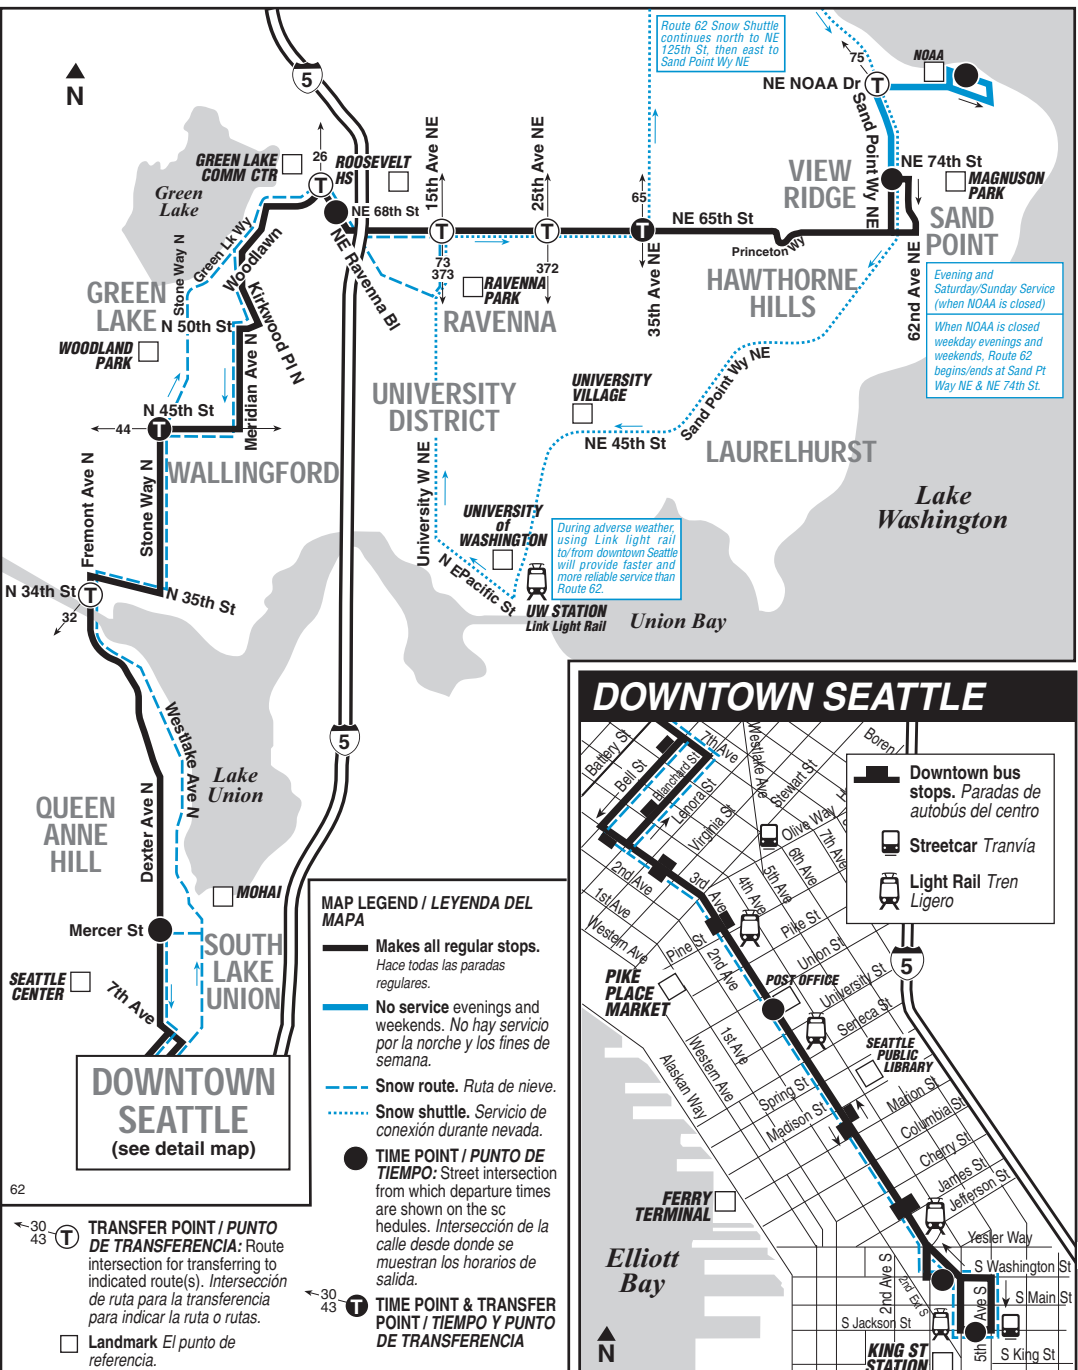 Route 62 Snow Shuttle
continues north to NE
125th St, then east to
Sand Point Wy NE
75
NOAA
NE NOAA Dr
T
N
5
Sand Point Wy NE
GREEN LAKE
COMM CTR
26
ROOSEVELT
HS
T
15th Ave NE
25th Ave NE
65
VIEW
RIDGE
NE 74th St
MAGNUSON
PARK
Green
Lake
NE 68th St
NE 65th St
SAND
POINT
T
T
T
Princeton Wy
Stone Way N
Green Lk Wy
Woodlawn
NE Ravenna Bl
73
373
372
RAVENNA
PARK
35th Ave NE
HAWTHORNE
HILLS
62nd Ave NE
Evening and
Saturday/Sunday Service
(when NOAA is closed)
GREEN
LAKE
N 50th St
Kirkwood Pl N
RAVENNA
When NOAA is closed
weekday evenings and
weekends, Route 62
begins/ends at Sand Pt
Way NE & NE 74th St.
WOODLAND
PARK
Meridian Ave N
UNIVERSITY
DISTRICT
UNIVERSITY
VILLAGE
Sand Point Wy NE
N 45th St
44
T
NE 45th St
LAURELHURST
WALLINGFORD
Fremont Ave N
Stone Way N
University W NE
Lake
Washington
UNIVERSITY
of
WASHINGTON
During adverse weather,
using Link light rail
to/from downtown Seattle
will provide faster and
more reliable service than
Route 62.
N EPacific St
N 34th St
T
N 35th St
32
UW STATION
Link Light Rail
Union Bay
Westlake Ave N
5
Lake
Union
QUEEN
ANNE
HILL
Dexter Ave N
MOHAI
Mercer St
SOUTH
LAKE
UNION
SEATTLE
CENTER
7th Ave
DOWNTOWN
SEATTLE
(see detail map)
62
MAP LEGEND / LEYENDA DEL
MAPA
Makes all regular stops.
Hace todas las paradas
regulares.
No service evenings and
weekends. No hay servicio
por la norche y los fines de
semana.
Snow route. Ruta de nieve.
Snow shuttle. Servicio de
conexión durante nevada.
TIME POINT / PUNTO DE
TIEMPO: Street intersection
from which departure times
are shown on the sc
hedules. Intersección de la
calle desde donde se
muestran los horarios de
salida.
30
43
T
TIME POINT & TRANSFER
POINT / TIEMPO Y PUNTO
DE TRANSFERENCIA
30
43
T
TRANSFER POINT / PUNTO
DE TRANSFERENCIA: Route
intersection for transferring to
indicated route(s). Intersección
de ruta para la transferencia
para indicar la ruta o rutas.
Landmark El punto de
referencia.
DOWNTOWN SEATTLE
Battery St
Bell St
7th Ave
Blanchard St
Lenora St
Virginia St
Westlake Ave
Stewart St
Boren
Olive Way
7th Ave
6th Ave
5th Ave
4th Ave
3rd Ave
2nd Ave
1st Ave
Western Ave
Downtown bus
stops. Paradas de
autobús del centro
Streetcar Tranvía
Light Rail Tren
Ligero
Pine St
Pike St
Union St
2nd Ave
5
PIKE
PLACE
MARKET
POST OFFICE
University St
Seneca St
1st Ave
Western Ave
Alaskan Way
SEATTLE
PUBLIC
LIBRARY
Spring St
Madison St
Marion St
Columbia St
Cherry St
James St
Jefferson St
FERRY
TERMINAL
Yesler Way
Elliott
Bay
2nd Ave S
2nd Ext S
S Washington St
S Main St
S Jackson St
5th Ave S
N
KING ST
STATION
S King St